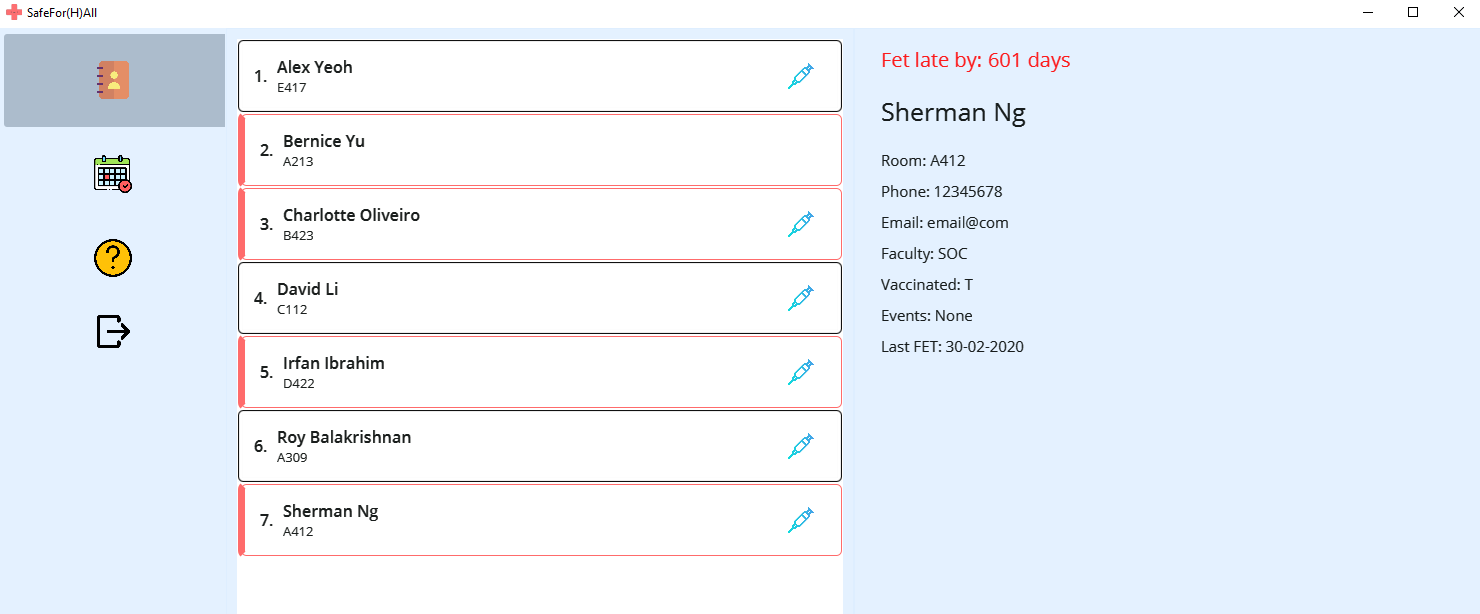 SafeFor(H)All
1. Alex Yeoh
E417
2. Bernice Yu
A213
3. Charlotte Oliveiro
B423
4. David Li
C112
5. Irfan Ibrahim
D422
6. Roy Balakrishnan
A309
7. Sherman Ng
A412
Fet late by: 601 days
Sherman Ng
Room: A412
Phone: 12345678
Email: email@com
Faculty: SOC
Vaccinated: T
Events: None
Last FET: 30-02-2020